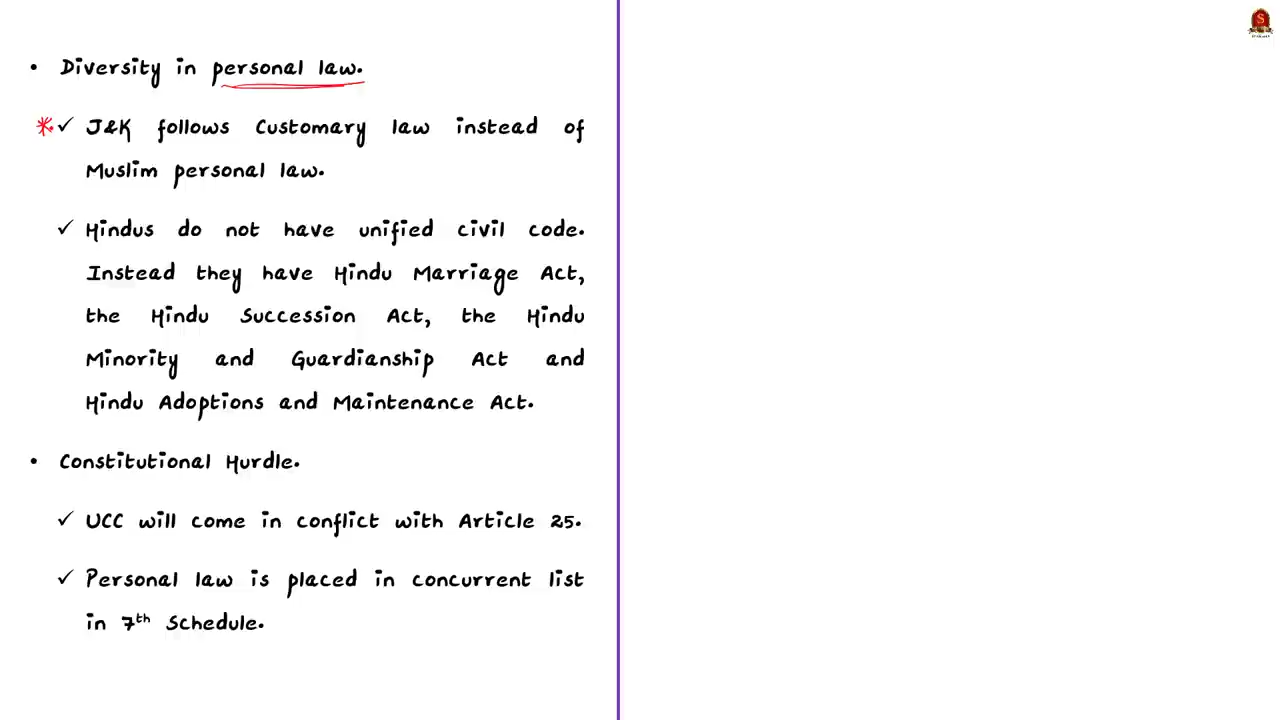 • Diversity in personal law.
* ✓ J&K follows Customary law instead of
Muslim personal law.
✓ Hindus do not have unified civil code.
Instead they have Hindu Marriage Act,
the Hindu Succession Act, the Hindu
Minority and Guardianship Act and
Hindu Adoptions and Maintenance Act.
• Constitutional Hurdle.
✓ UCC will come in conflict with Article 25.
✓ Personal law is placed in concurrent list
in 7th Schedule.